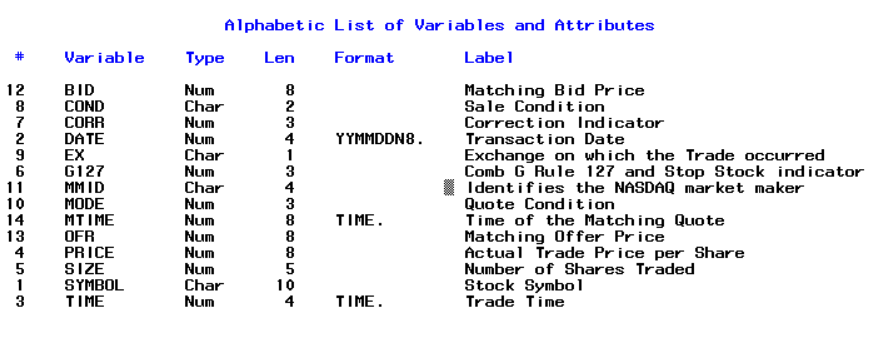 Alphabetic List of Variables and Attributes
# Variable Type Len Format Label
12 BID Num 8 Matching Bid Price
8 COND Char 2 Sale Condition
7 CORR Num 3 Correction Indicator
2 DATE Num 4 YYMMDDN8. Transaction Date
9 EX Char 1 Exchange on which the Trade occurred
6 G127 Num 3 Comb G Rule 127 and Stop Stock indicator
11 MMID Char 4 Identifies the NASDAQ market maker
10 MODE Num 3 Quote Condition
14 MTIME Num 8 TIME. Time of the Matching Quote
13 OFR Num 8 Matching Offer Price
4 PRICE Num 8 Actual Trade Price per Share
5 SIZE Num 5 Number of Shares Traded
1 SYMBOL Char 10 Stock Symbol
3 TIME Num 4 TIME. Trade Time